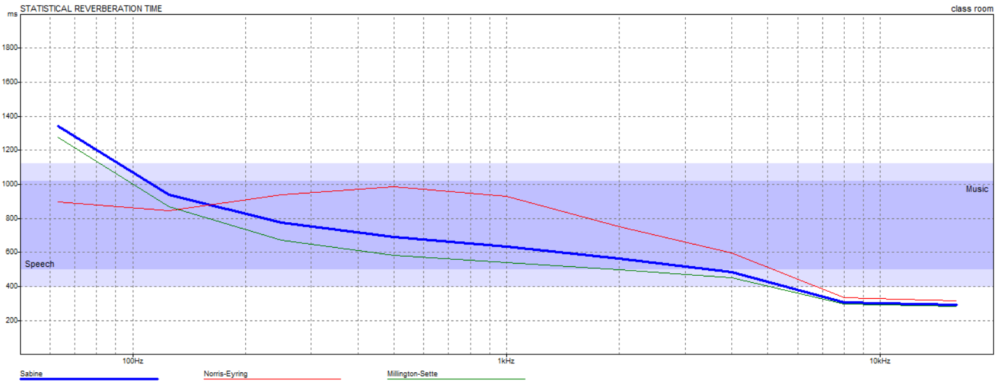 STATISTICAL REVERBERATION TIME class room
ms
1800
1600
1400
1200
1000
Music
800
600
Speech
400
200
100Hz 1kHz 10kHz
Sabine Norris-Eyring Millington-Sette